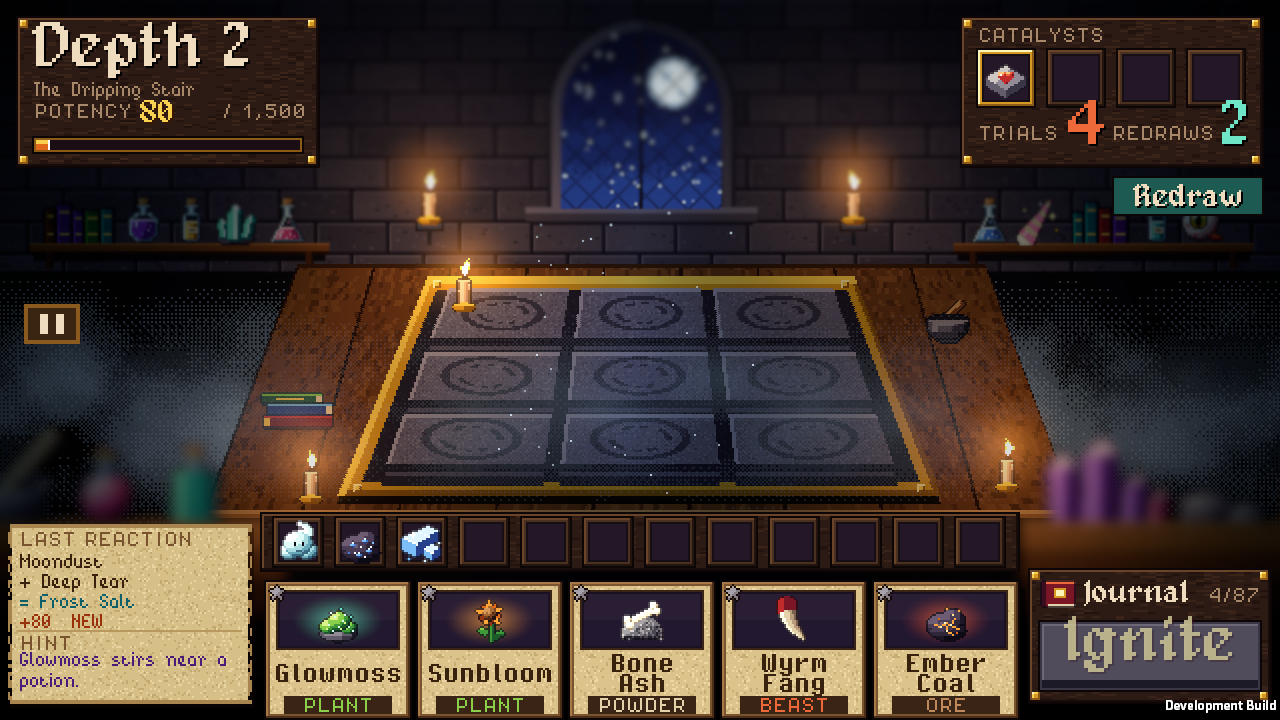 Depth 2
The Dripping Stair
POTENCY 80 / 1,500
CATALYSTS
TRIALS 4 REDRAWS 2
Redraw
LAST REACTION
Moondust
+ Deep Tear
= Frost Salt
+80 NEW
HINT
Glowmoss stirs near a
potion.
Glowmoss
PLANT
Sunbloom
PLANT
Bone
Ash
POWDER
Wyrm
Fang
BEAST
Ember
Coal
ORE
Journal 4/87
Ignite
Development Build